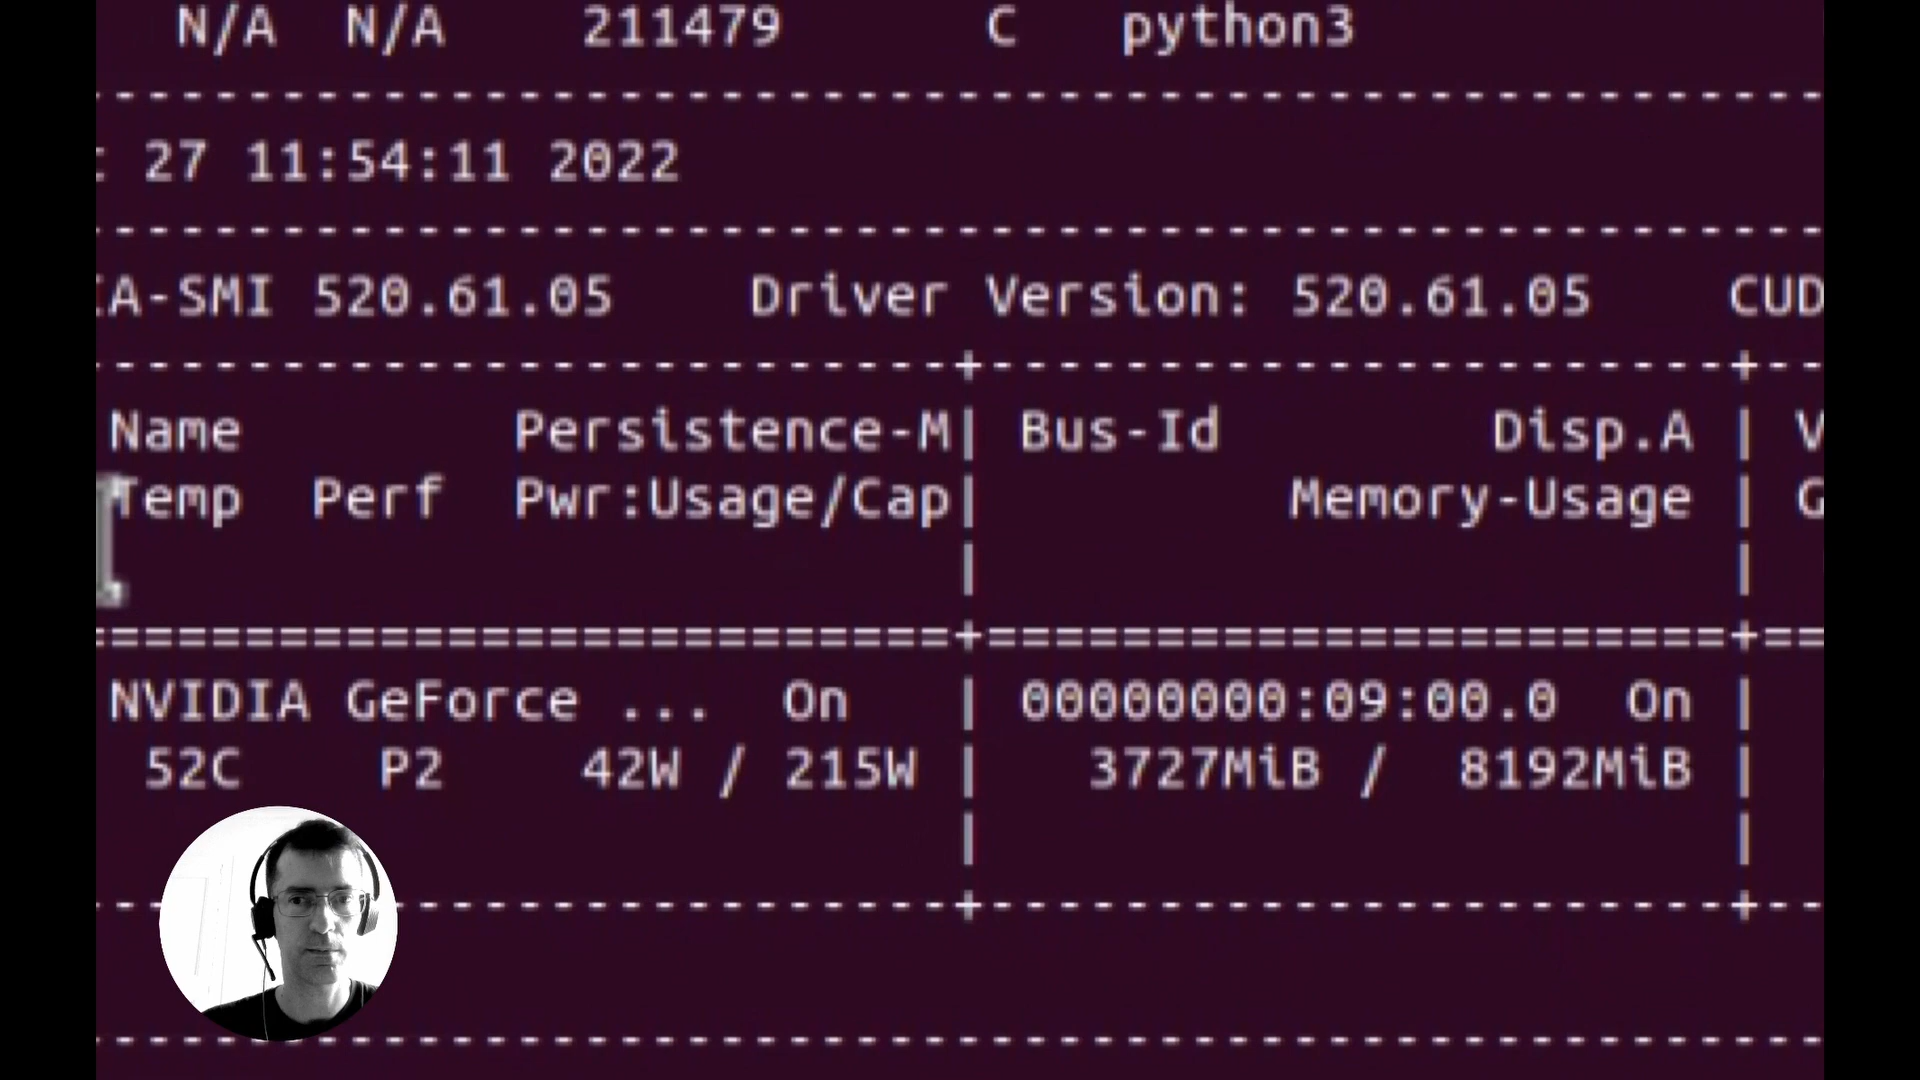 N/A N/A 211479 C python3
27 11:54:11 2022
IA-SMI 520.61.05 Driver Version: 520.61.05 CUD
Name Persistence-M| Bus-Id Disp.A | V
Temp Perf Pwr:Usage/Cap| Memory-Usage | G
NVIDIA GeForce ... On | 00000000:09:00.0 On |
52C P2 42W / 215W | 3727MiB / 8192MiB |